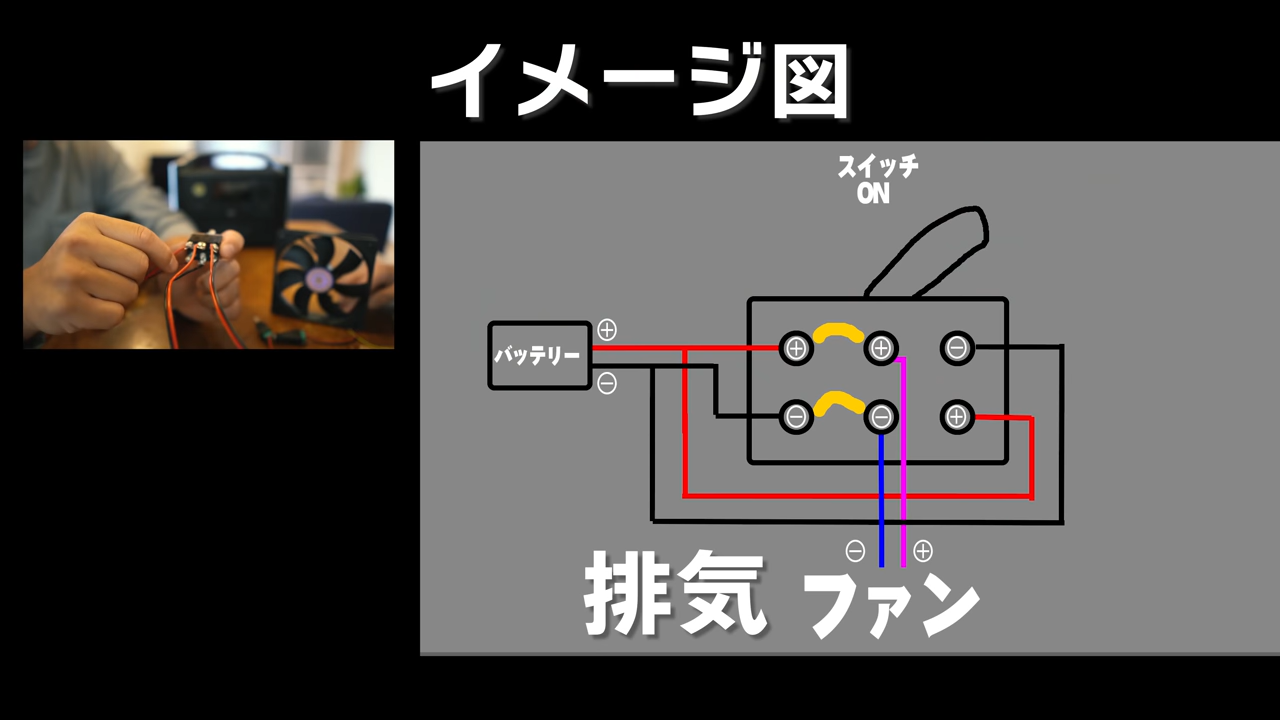 イメージ図
スイッチ
ON
バッテリー
⊕
⊖
⊕ ⊕ ⊖
⊖ ⊖ ⊕
⊖ ⊕
排気 ファン